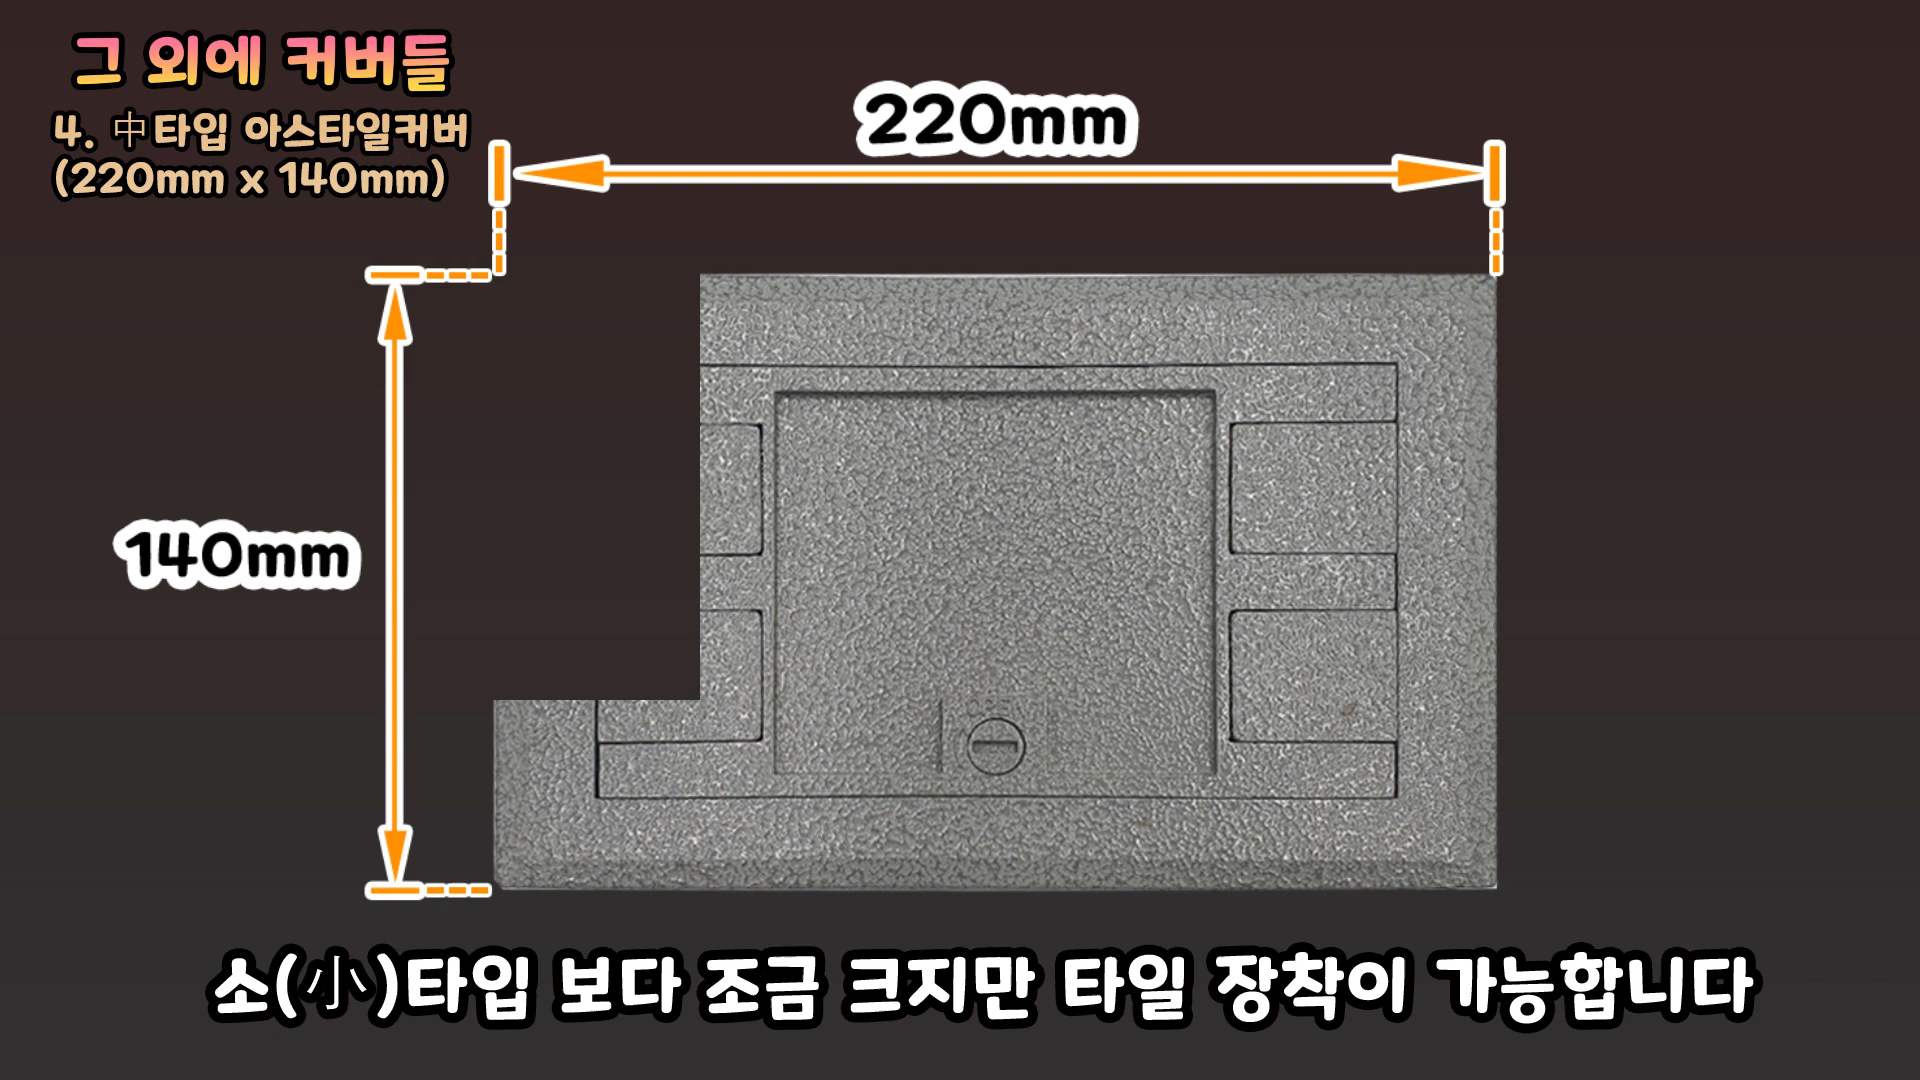 그 외에 커버들
4. 中타입 아스타일커버
(220mm x 140mm)
220mm
140mm
소(小)타입 보다 조금 크지만 타일 장착이 가능합니다